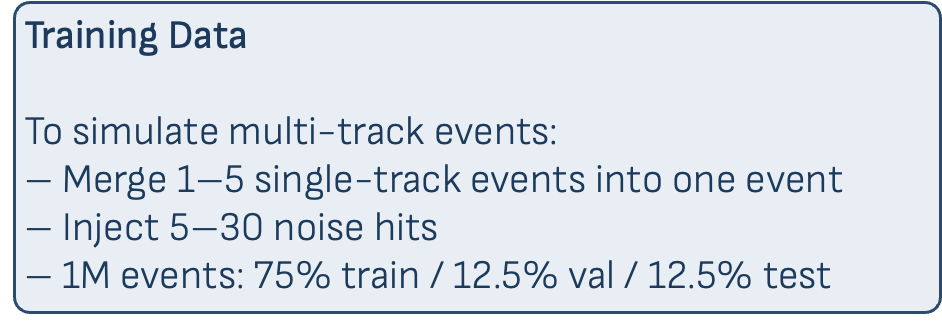 Training Data
To simulate multi-track events:
– Merge 1–5 single-track events into one event
– Inject 5–30 noise hits
– 1M events: 75% train / 12.5% val / 12.5% test